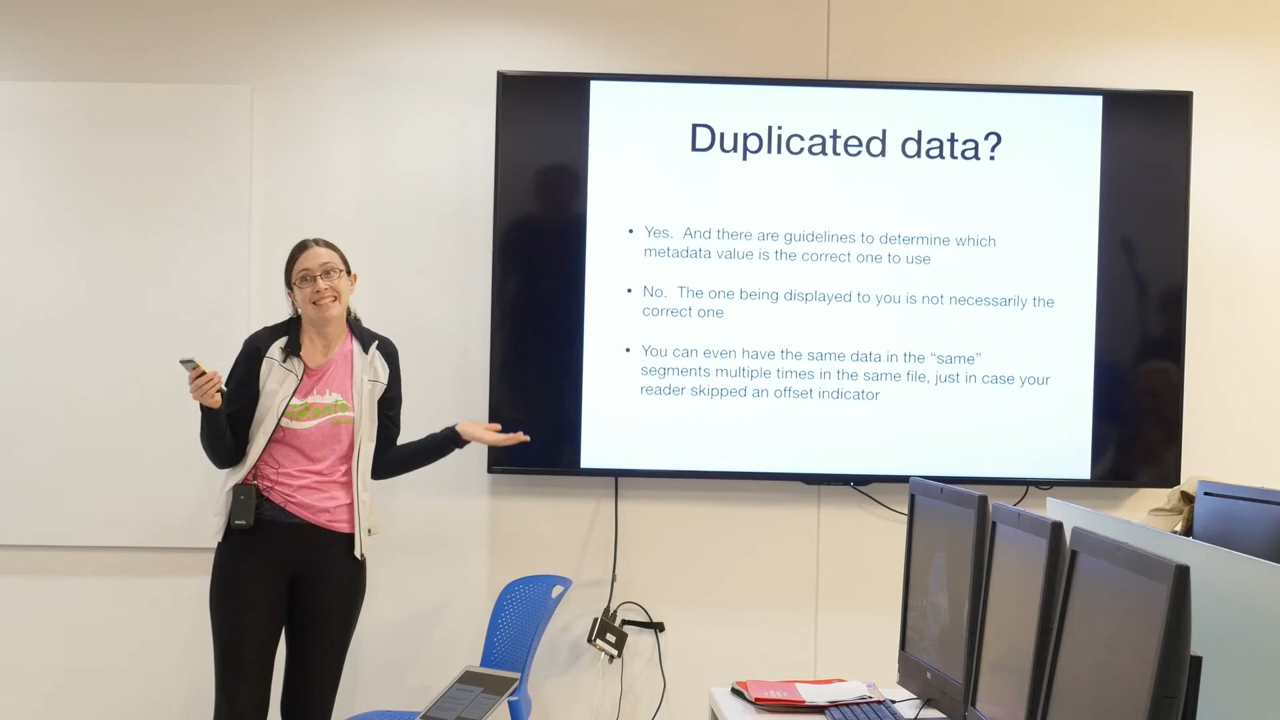 Duplicated data?
• Yes. And there are guidelines to determine which
metadata value is the correct one to use
• No. The one being displayed to you is not necessarily the
correct one
• You can even have the same data in the “same”
segments multiple times in the same file, just in case your
reader skipped an offset indicator